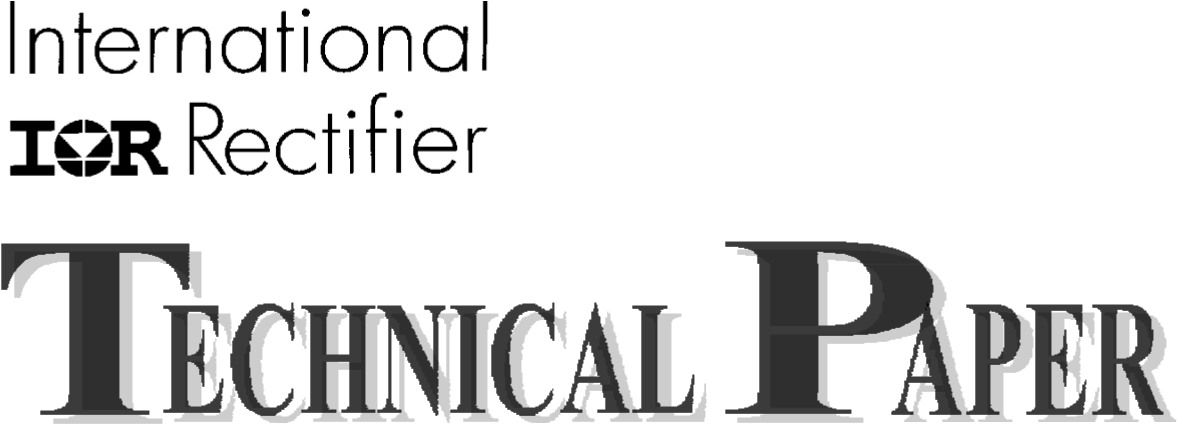 International
IOR Rectifier
TECHNICAL PAPER